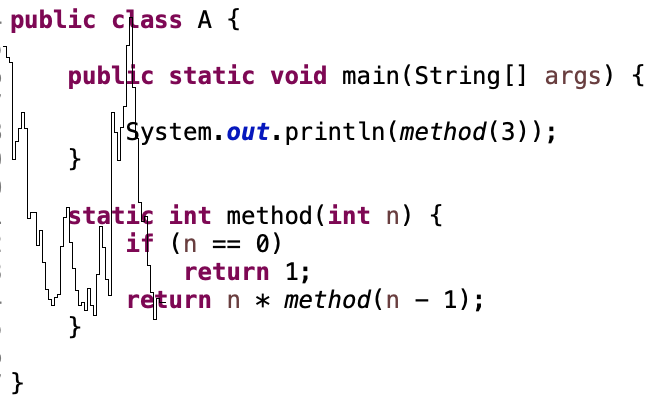 public class A {
public static void main(String[] args) {
System.out.println(method(3));
}
static int method(int n) {
if (n == 0)
return 1;
return n * method(n - 1);
}
}